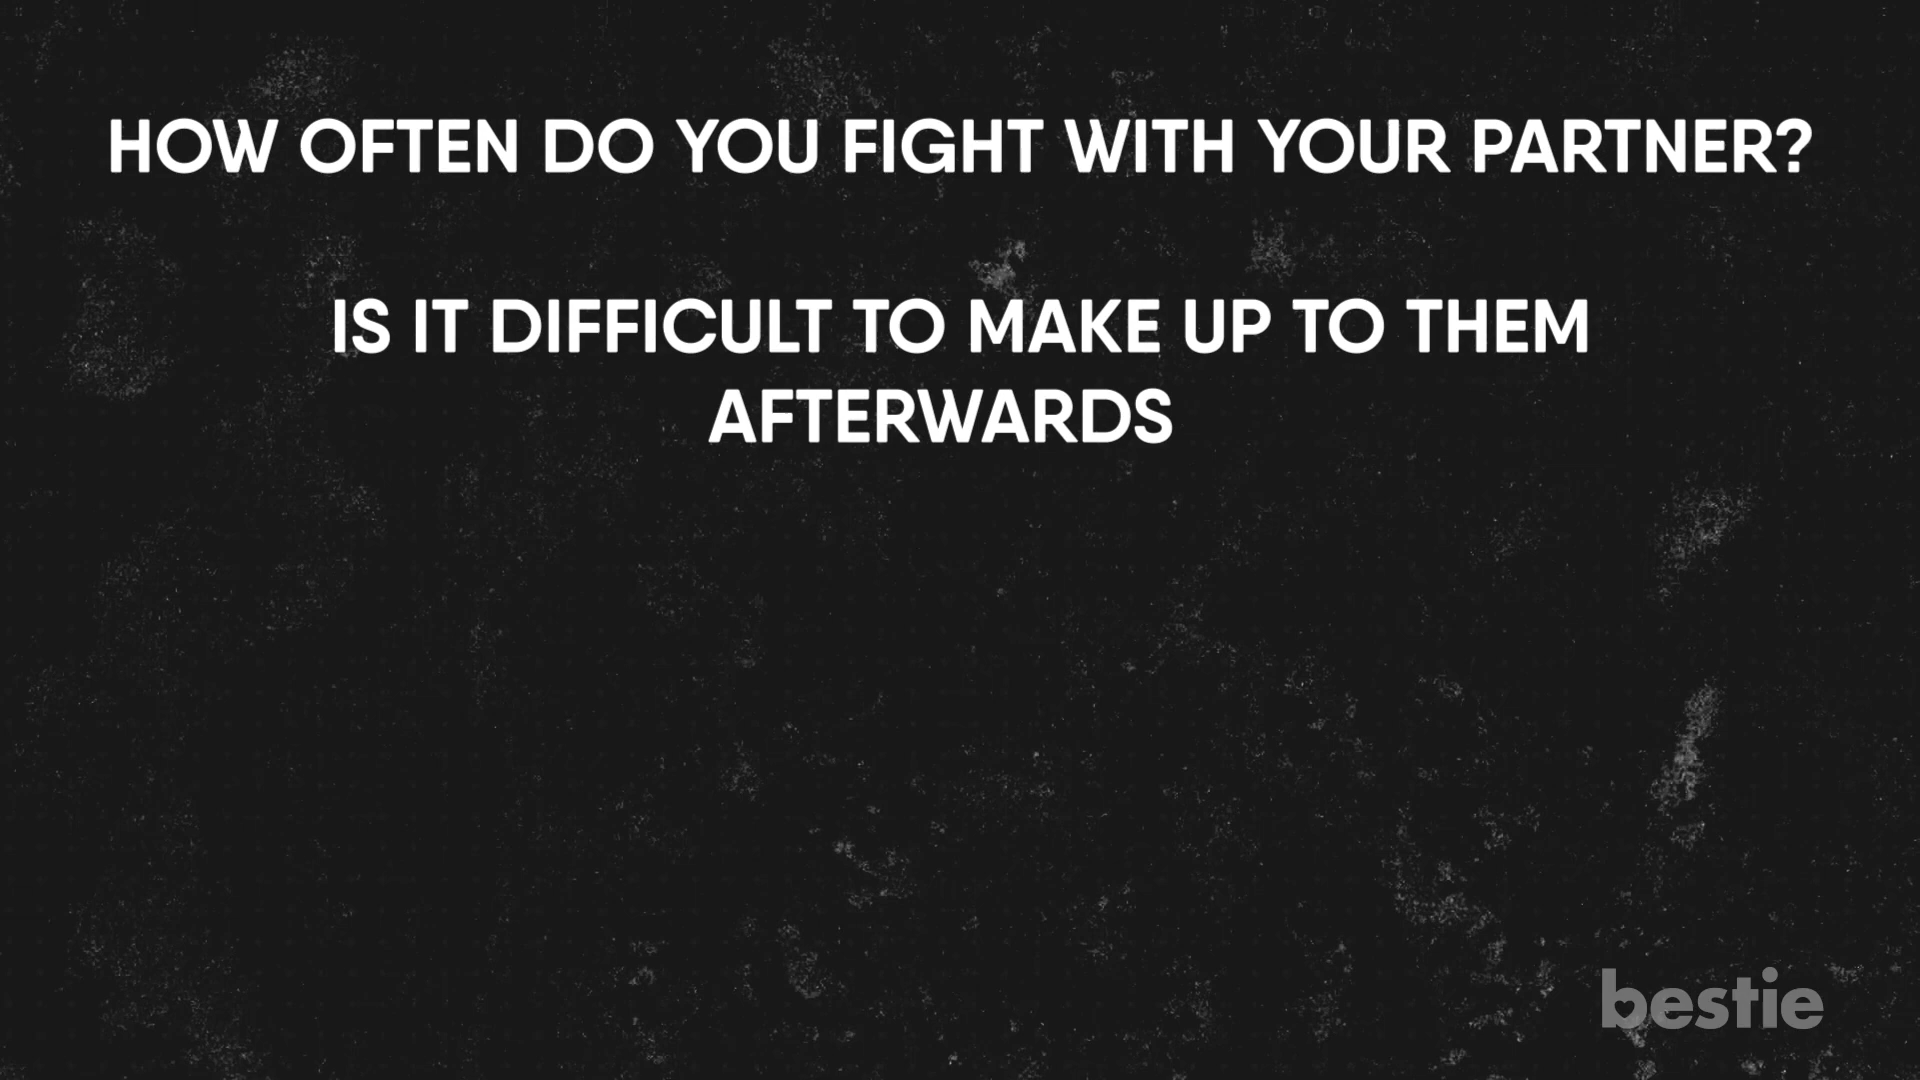 HOW OFTEN DO YOU FIGHT WITH YOUR PARTNER?
IS IT DIFFICULT TO MAKE UP TO THEM
AFTERWARDS
bestie